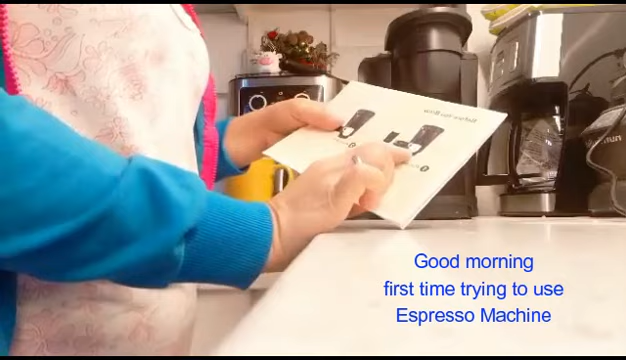 Good morning
first time trying to use
Espresso Machine